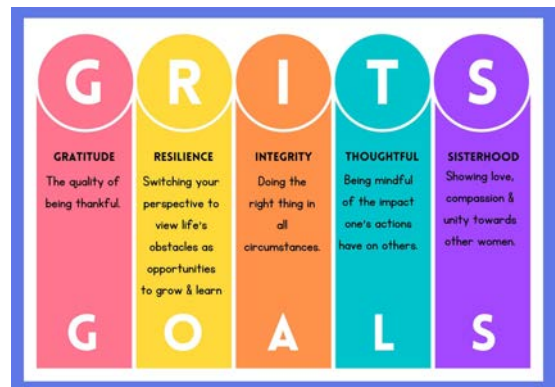 G R I T S
GRATITUDE
The quality of
being thankful.
RESILIENCE
Switching your
perspective to
view life's
obstacles as
opportunities
to grow & learn
INTEGRITY
Doing the
right thing in
all
circumstances.
THOUGHTFUL
Being mindful
of the impact
one's actions
have on others.
SISTERHOOD
Showing love,
compassion &
unity towards
other women.
G O A L S